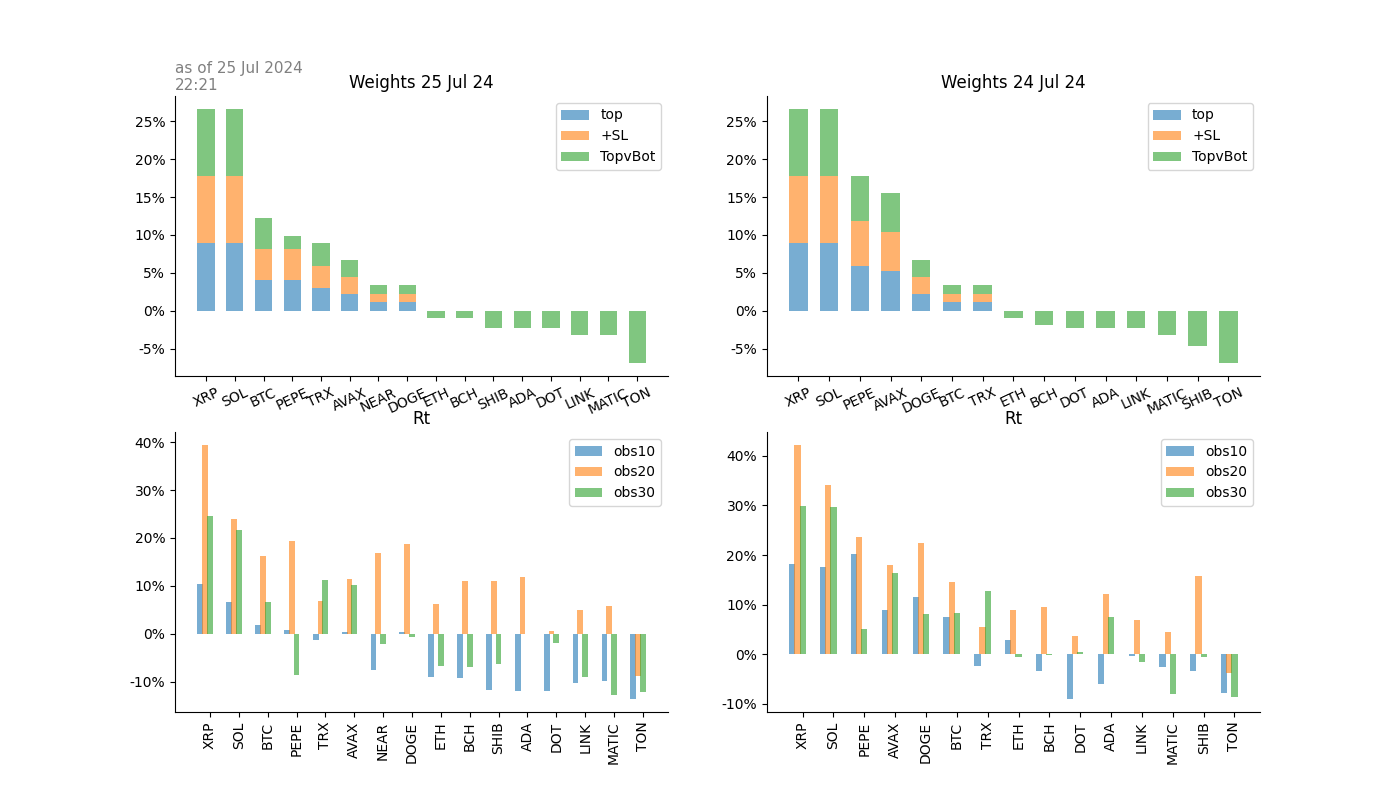 as of 25 Jul 2024
22:21
Weights 25 Jul 24
top
+SL
TopvBot
25%
20%
15%
10%
5%
0%
-5%
XRP SOL BTC PEPE TRX AVAX NEAR DOGE ETH BCH SHIB ADA DOT LINK MATIC TON
Weights 24 Jul 24
top
+SL
TopvBot
25%
20%
15%
10%
5%
0%
-5%
XRP SOL PEPE AVAX DOGE BTC TRX ETH BCH DOT ADA LINK MATIC SHIB TON
Rt
obs10
obs20
obs30
40%
30%
20%
10%
0%
-10%
XRP SOL BTC PEPE TRX AVAX NEAR DOGE ETH BCH SHIB ADA DOT LINK MATIC TON
Rt
obs10
obs20
obs30
40%
30%
20%
10%
0%
-10%
XRP SOL PEPE AVAX DOGE BTC TRX ETH BCH DOT ADA LINK MATIC SHIB TON